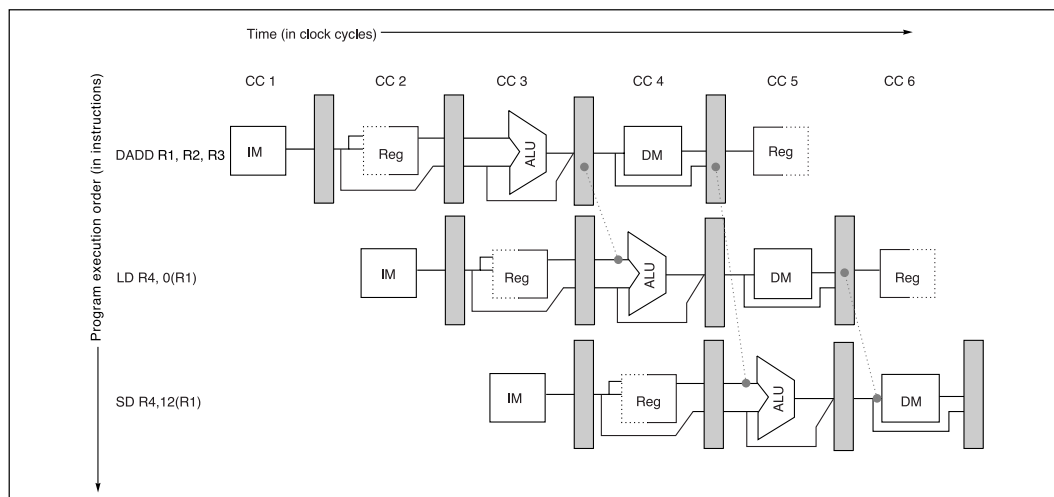 Time (in clock cycles)
CC 1 CC 2 CC 3 CC 4 CC 5 CC 6
Program execution order (in instructions)
DADD R1, R2, R3
IM Reg ALU DM Reg
LD R4, 0(R1)
IM Reg ALU DM Reg
SD R4,12(R1)
IM Reg ALU DM